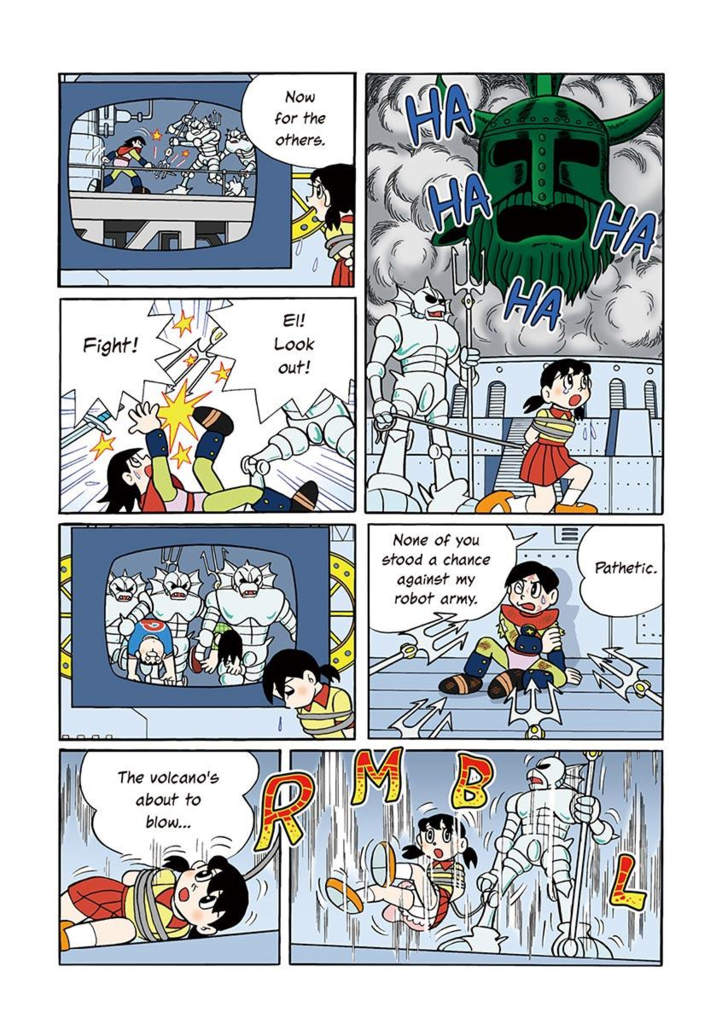 HA
HA
HA
HA
Now
for the
others.
El!
Look
out!
Fight!
Pathetic.
None of you
stood a chance
against my
robot army.
RMBL
The volcano's
about to
blow...